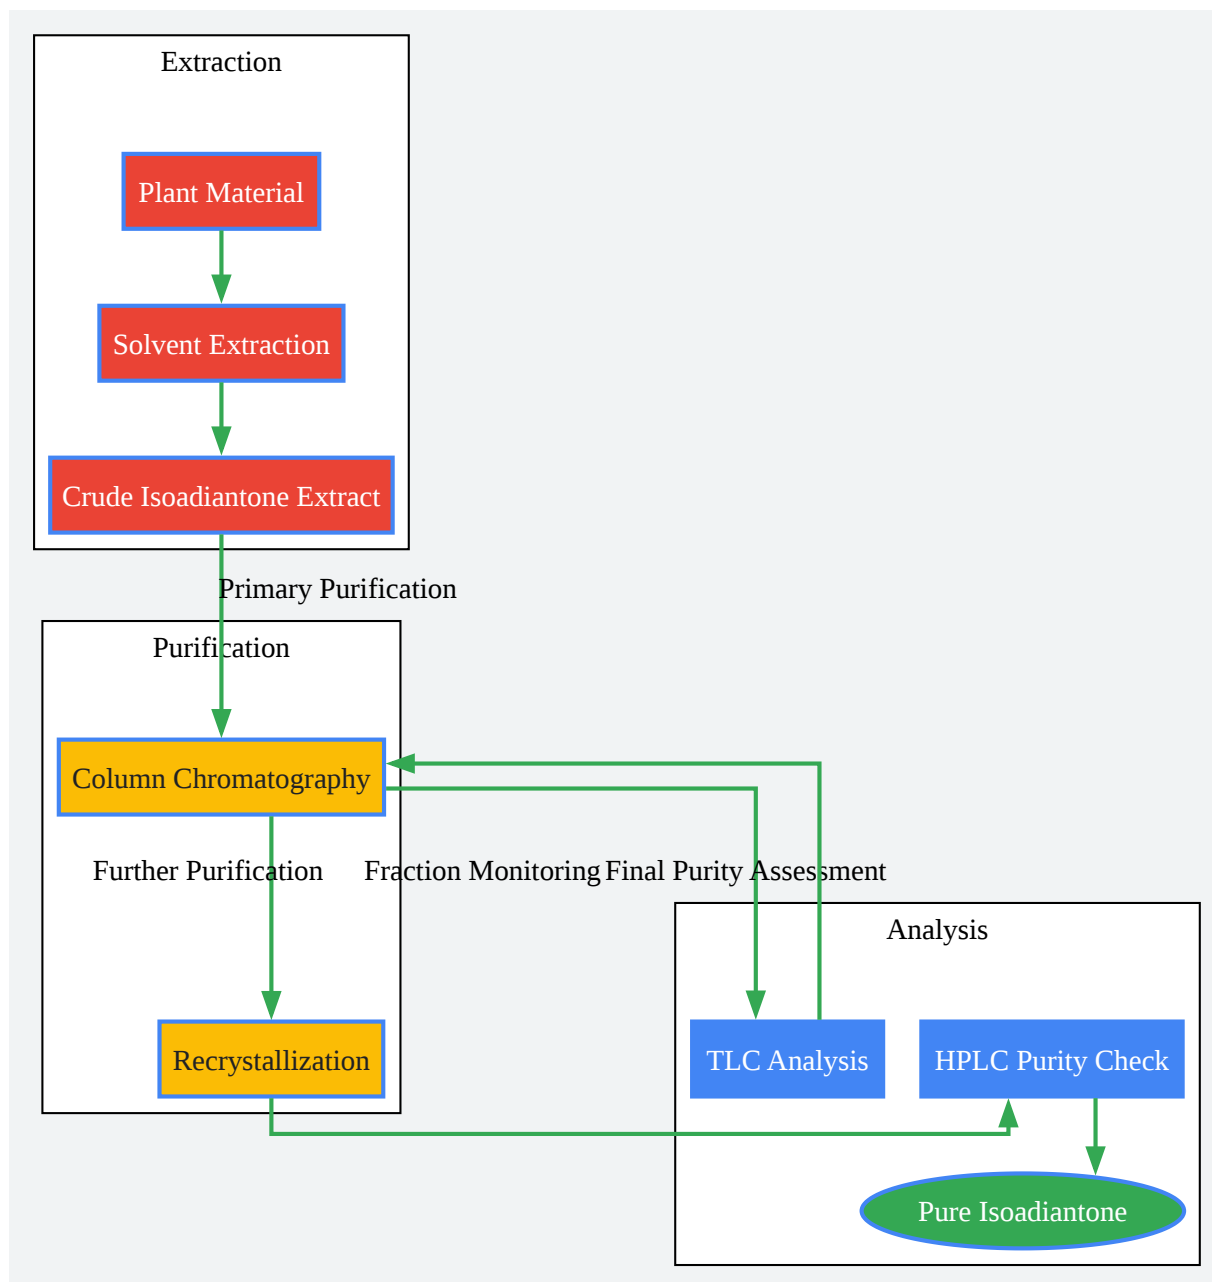 Extraction
Plant Material
Solvent Extraction
Crude Isoadiantone Extract
Primary Purification
Purification
Column Chromatography
Further Purification
Fraction Monitoring
Final Purity Assessment
Analysis
Recrystallization
TLC Analysis
HPLC Purity Check
Pure Isoadiantone